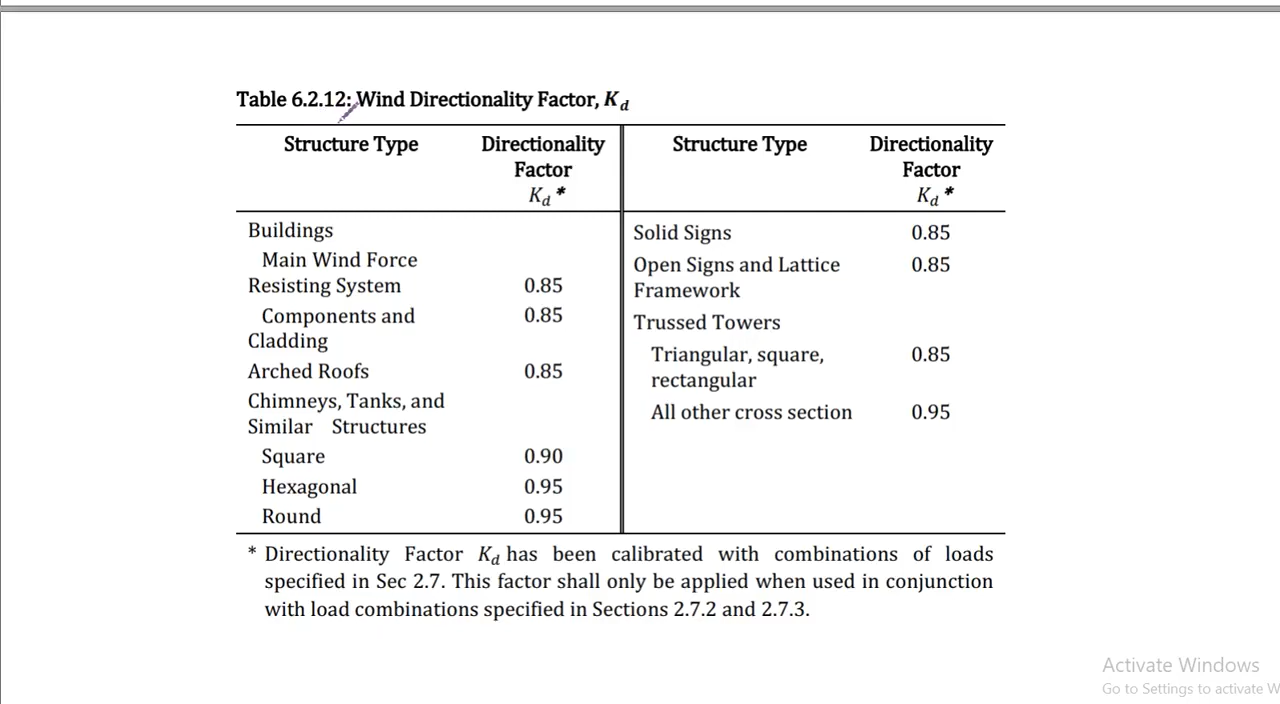 Table 6.2.12: Wind Directionality Factor, Kd
Structure Type
Directionality
Factor
Kd *
Buildings
Main Wind Force
Resisting System 0.85
Components and 0.85
Cladding
Arched Roofs 0.85
Chimneys, Tanks, and
Similar Structures
Square 0.90
Hexagonal 0.95
Round 0.95
Structure Type
Directionality
Factor
Kd *
Solid Signs 0.85
Open Signs and Lattice 0.85
Framework
Trussed Towers
Triangular, square, 0.85
rectangular
All other cross section 0.95
* Directionality Factor Kd has been calibrated with combinations of loads
specified in Sec 2.7. This factor shall only be applied when used in conjunction
with load combinations specified in Sections 2.7.2 and 2.7.3.
Activate Windows
Go to Settings to activate W